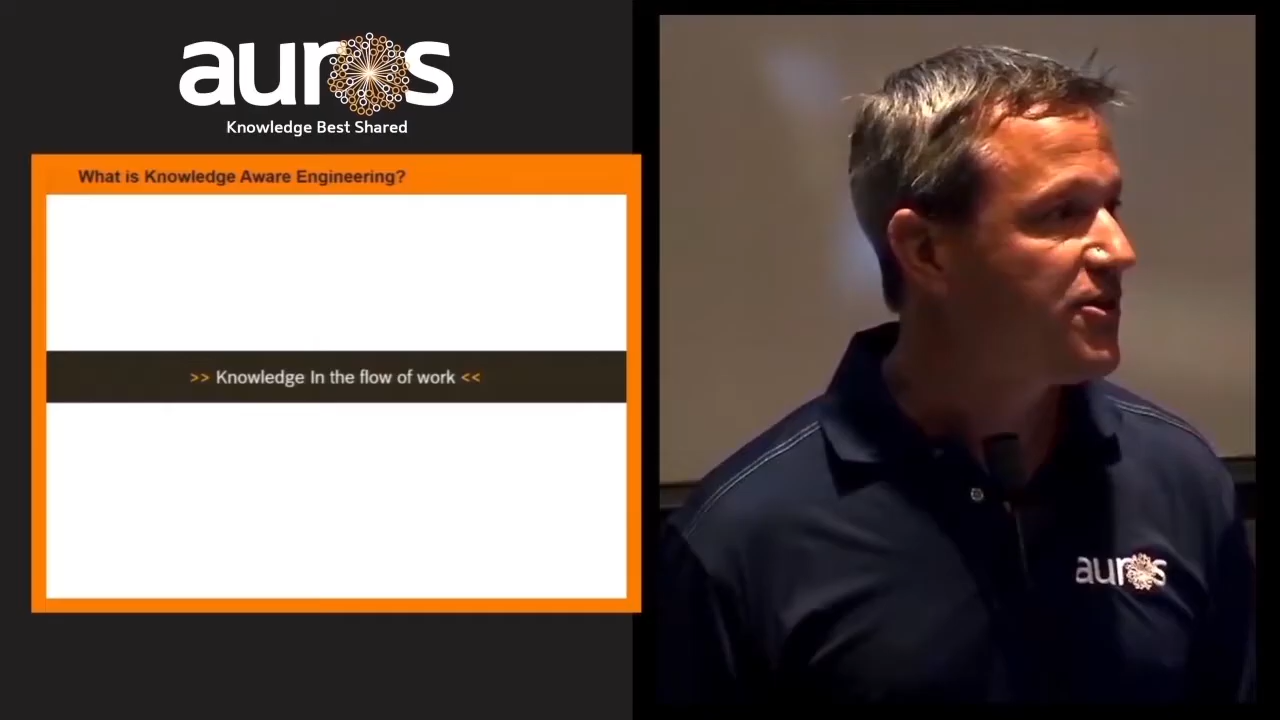 auros
Knowledge Best Shared
What is Knowledge Aware Engineering?
>> Knowledge In the flow of work <<
auros